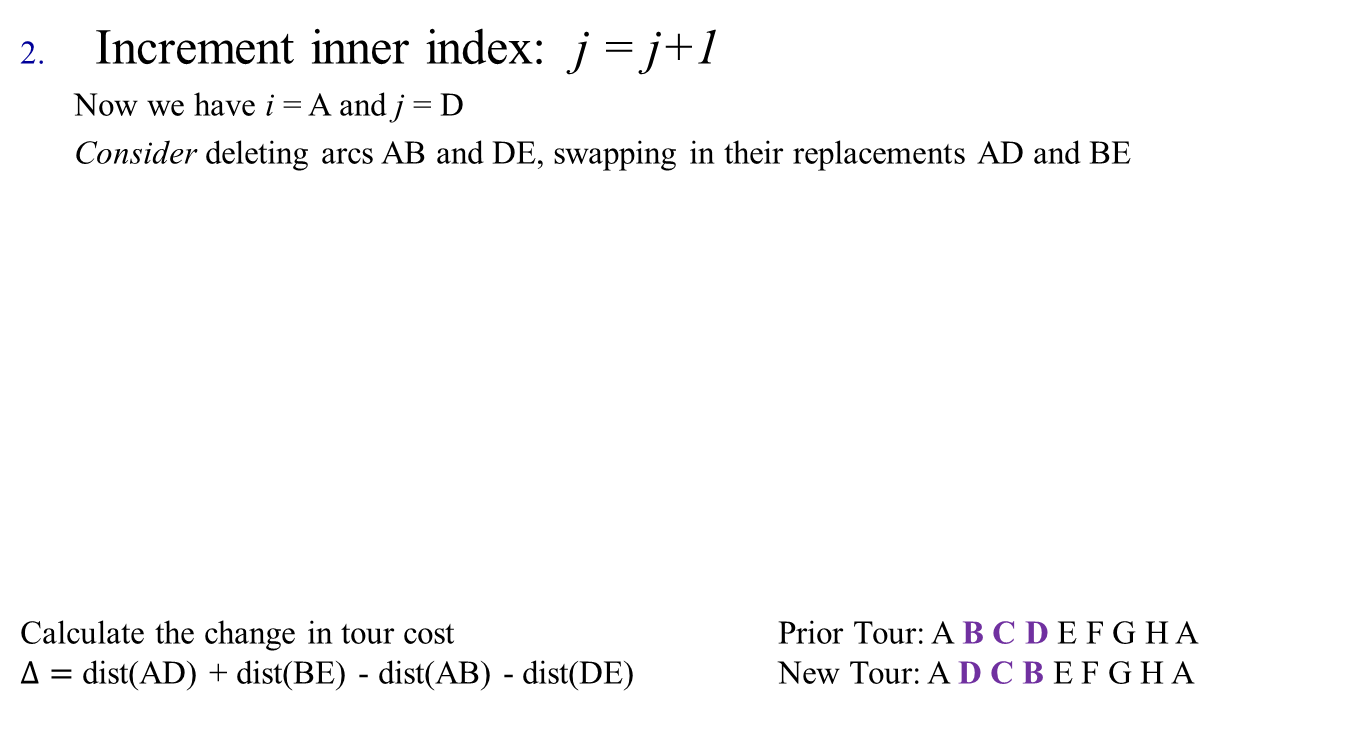 2. Increment inner index: j = j+1
Now we have i = A and j = D
Consider deleting arcs AB and DE, swapping in their replacements AD and BE
Calculate the change in tour cost
Δ = dist(AD) + dist(BE) - dist(AB) - dist(DE)
Prior Tour: A B C D E F G H A
New Tour: A D C B E F G H A